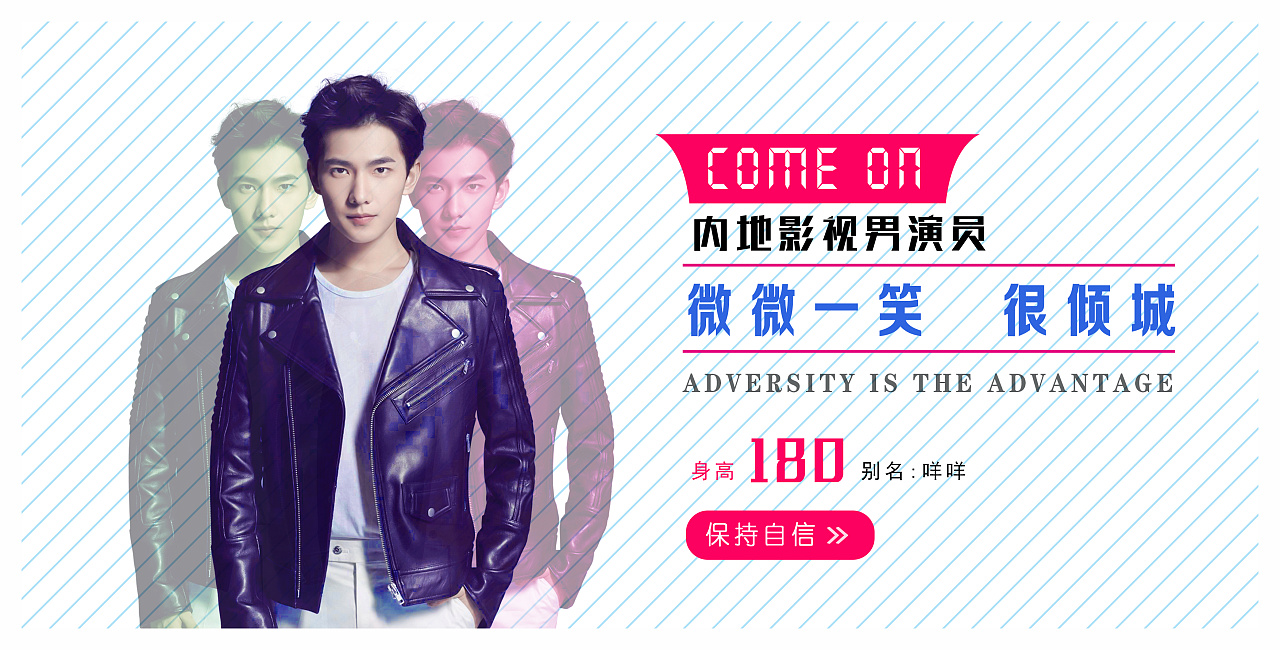 COME ON
内地影视男演员
微微一笑 很倾城
ADVERSITY IS THE ADVANTAGE
身高 180 别名:咩咩
保持自信 »